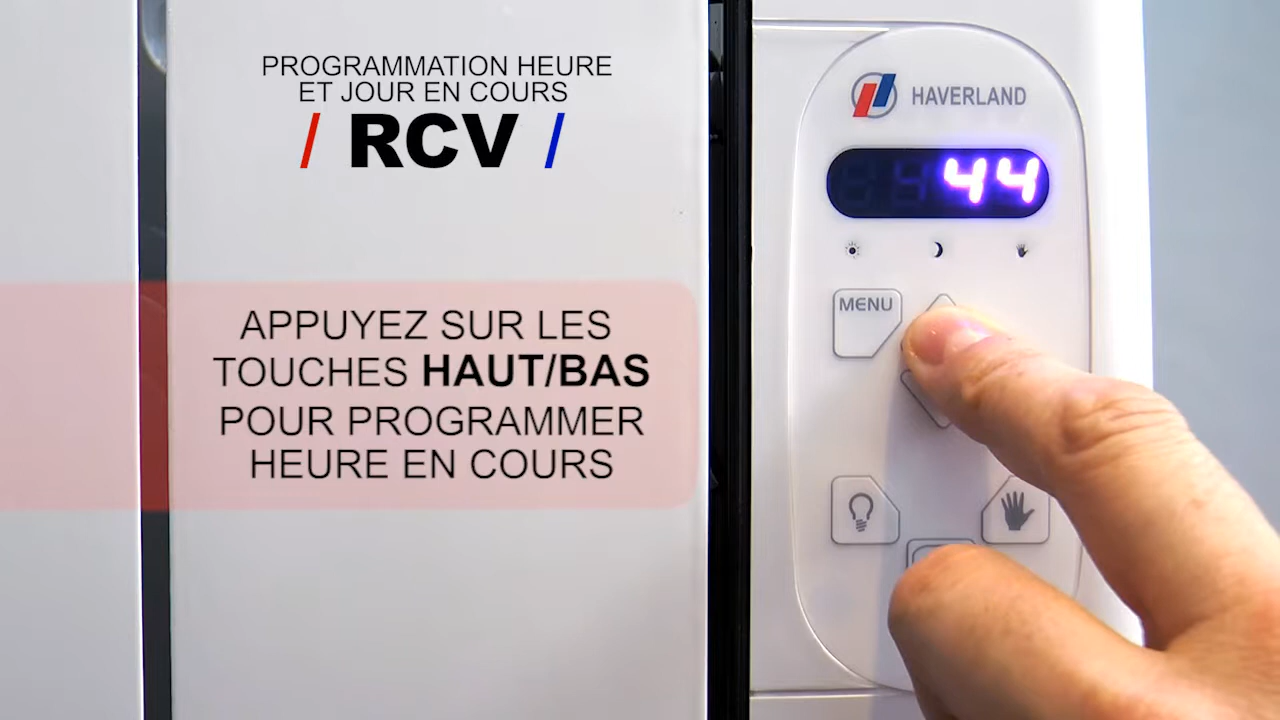 PROGRAMMATION HEURE
ET JOUR EN COURS
/ RCV /
APPUYEZ SUR LES
TOUCHES HAUT/BAS
POUR PROGRAMMER
HEURE EN COURS
HAVERLAND
44
MENU